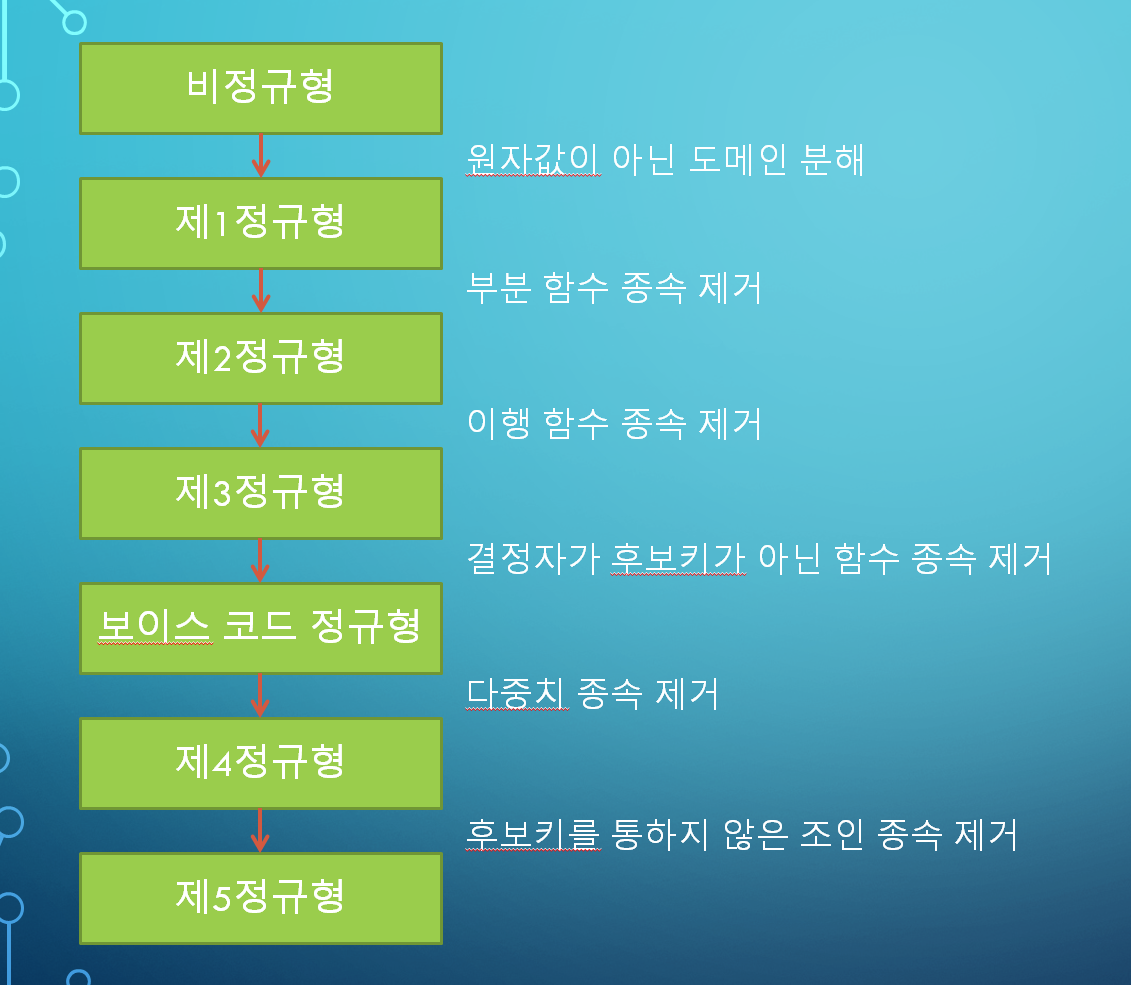 비정규형
원자값이 아닌 도메인 분해
제1정규형
부분 함수 종속 제거
제2정규형
이행 함수 종속 제거
제3정규형
결정자가 후보키가 아닌 함수 종속 제거
보이스 코드 정규형
다중치 종속 제거
제4정규형
후보키를 통하지 않은 조인 종속 제거
제5정규형